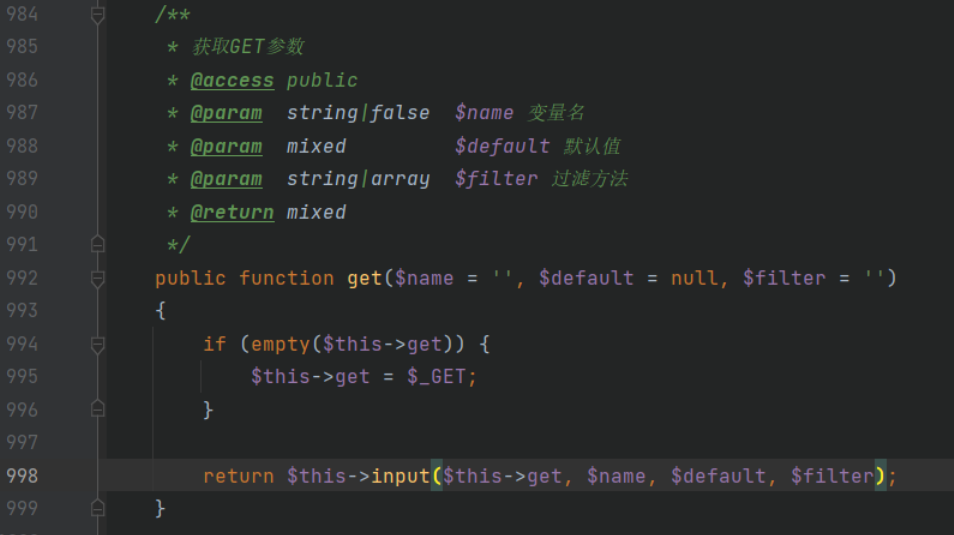 984 /**
985 * 获取GET参数
986 * @access public
987 * @param string|false $name 变量名
988 * @param mixed $default 默认值
989 * @param string|array $filter 过滤方法
990 * @return mixed
991 */
992 public function get($name = '', $default = null, $filter = '')
993 {
994 if (empty($this->get)) {
995 $this->get = $_GET;
996 }
997
998 return $this->input($this->get, $name, $default, $filter);
999 }